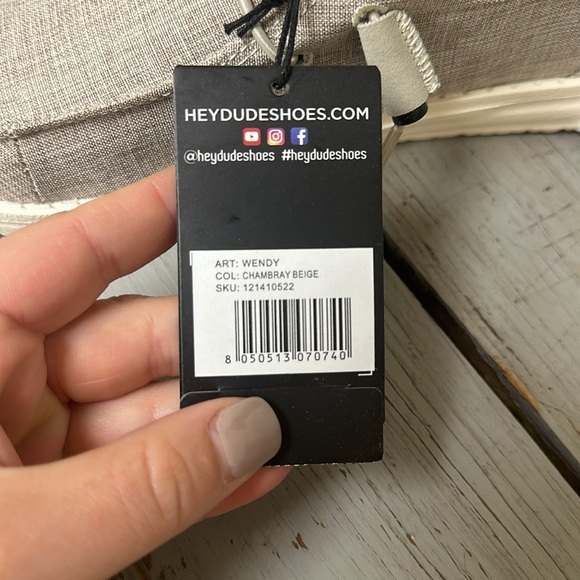 HEYDUDESHOES.COM
@heydudeshoes #heydudeshoes
ART: WENDY
COL: CHAMBRAY BEIGE
SKU: 121410522
8 050513 070740